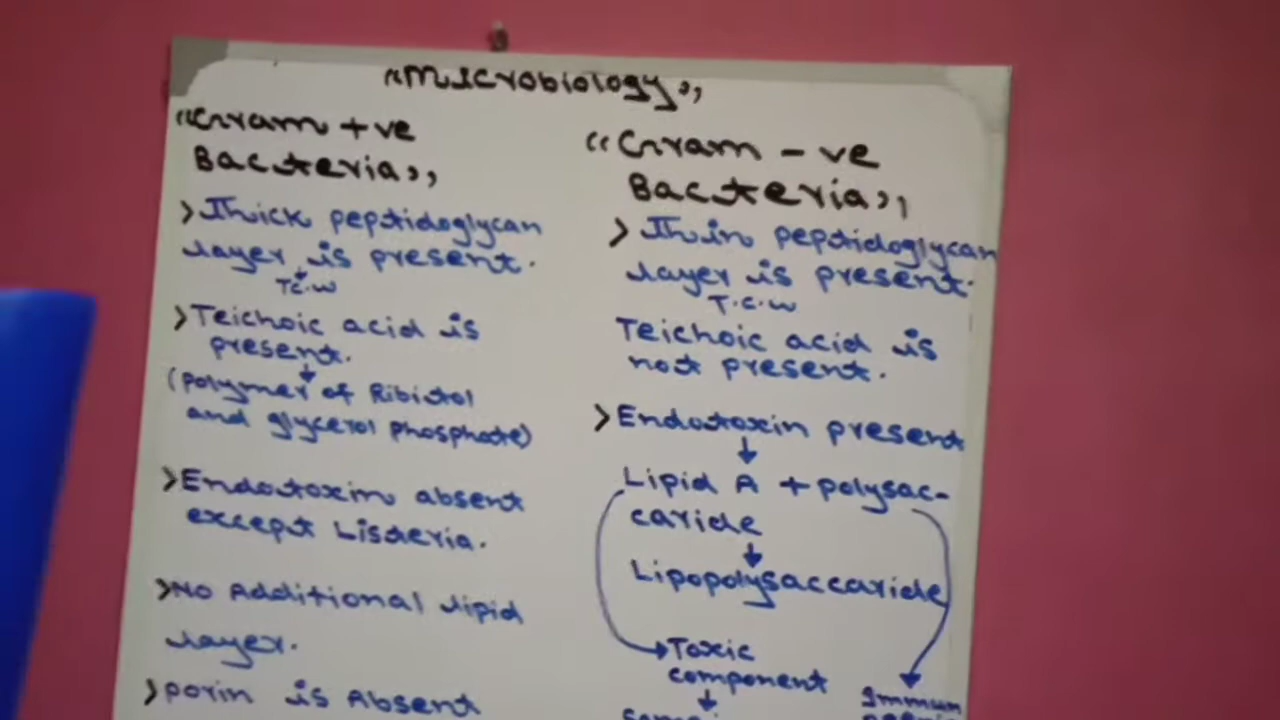 "Microbiology"
"Gram +ve
Bacteria"
> Thick peptidoglycan
layer is present.
T.C.W
> Teichoic acid is
present.
(Polymer of Ribitol
and glycerol phosphate)
> Endotoxin absent
except Listeria.
> No Additional lipid
layer.
> porin is Absent
"Gram -ve
Bacteria"
> Thin peptidoglycan
layer is present.
T.C.W
Teichoic acid is
not present.
> Endotoxin present
Lipid A + polysac-
caride
Lipopolysaccaride
Toxic
component
Immun